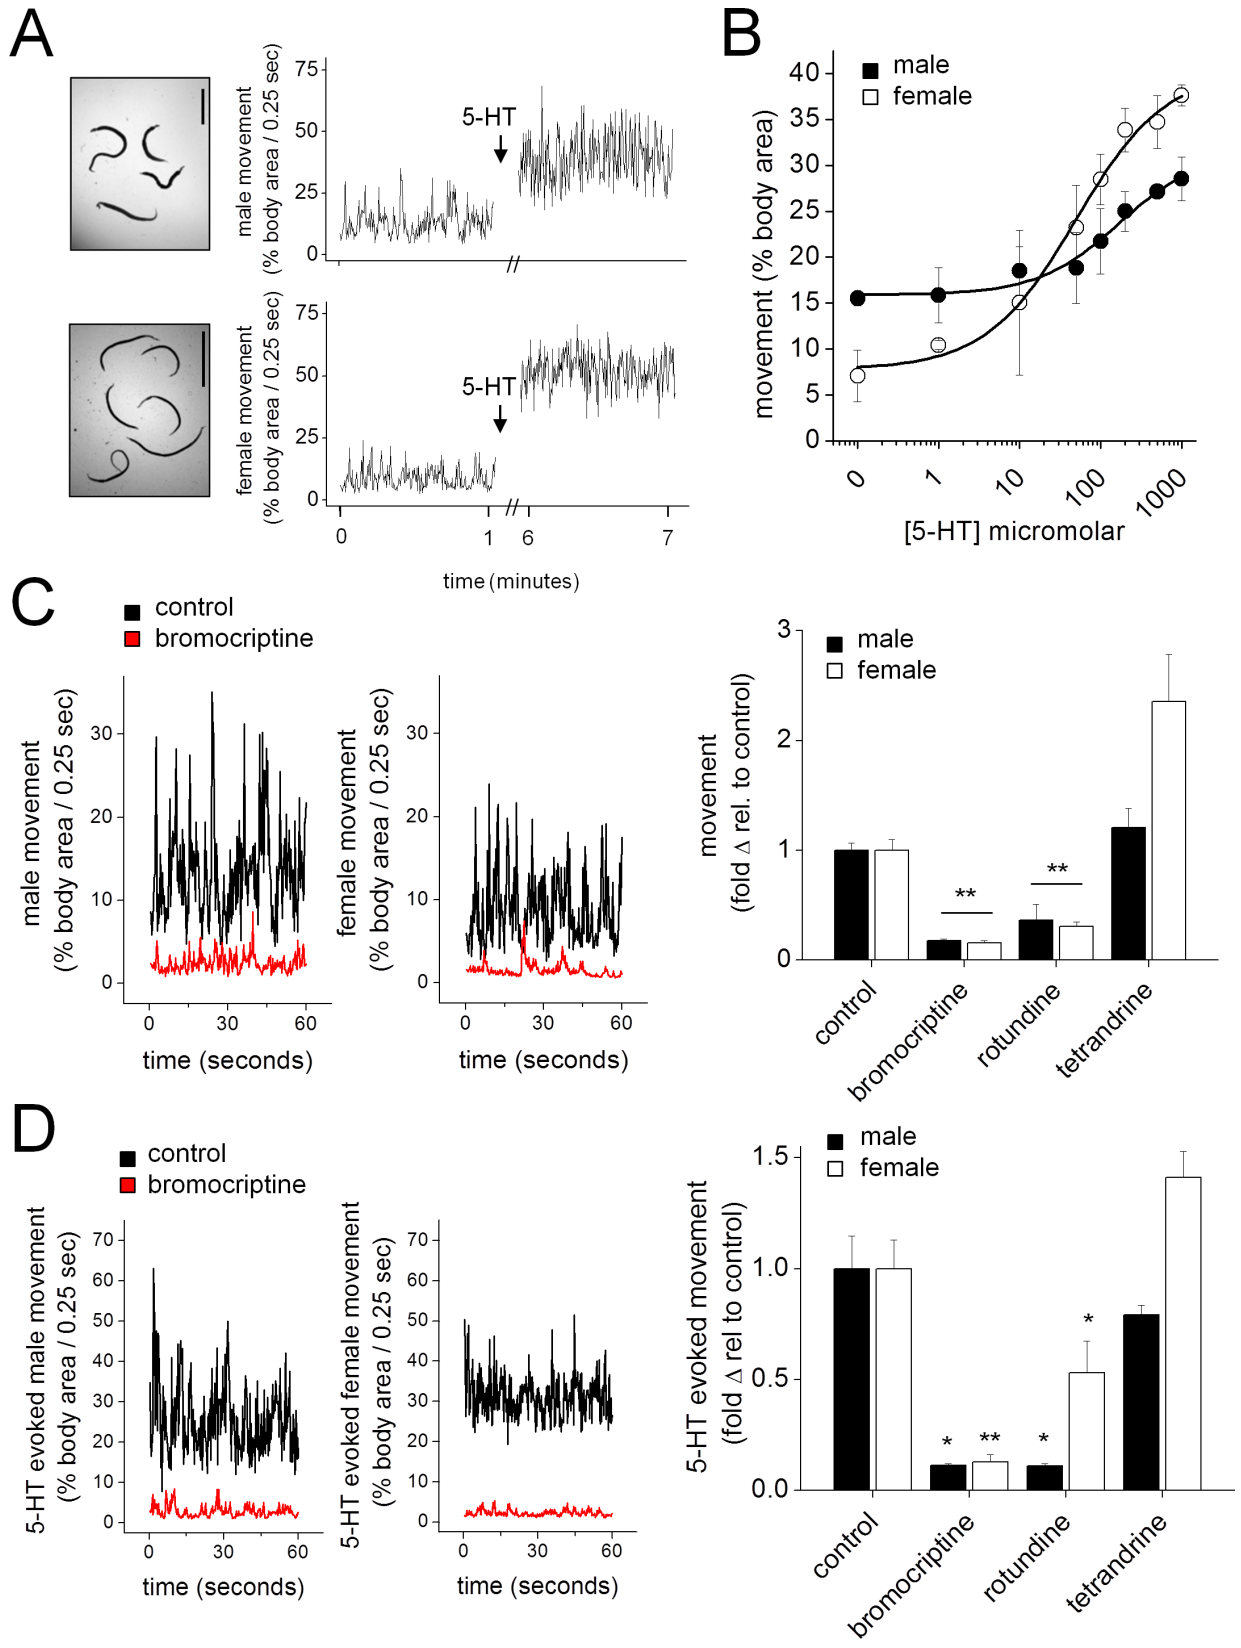 A
male movement
(% body area / 0.25 sec)
75
50
25
0
5-HT
female movement
(% body area / 0.25 sec)
75
50
25
0
5-HT
0
1
6
7
time (minutes)
B
male
female
movement (% body area)
40
35
30
25
20
15
10
5
0
0
1
10
100
1000
[5-HT] micromolar
C
control
bromocriptine
male movement
(% body area / 0.25 sec)
30
20
10
0
0
30
60
time (seconds)
female movement
(% body area / 0.25 sec)
30
20
10
0
0
30
60
time (seconds)
male
female
movement
(fold Δ rel. to control)
3
2
1
0
**
**
control
bromocriptine
rotundine
tetrandrine
D
control
bromocriptine
5-HT evoked male movement
(% body area / 0.25 sec)
70
60
50
40
30
20
10
0
0
30
60
time (seconds)
5-HT evoked female movement
(% body area / 0.25 sec)
70
60
50
40
30
20
10
0
0
30
60
time (seconds)
male
female
5-HT evoked movement
(fold Δ rel to control)
1.5
1.0
0.5
0.0
*
**
*
*
control
bromocriptine
rotundine
tetrandrine